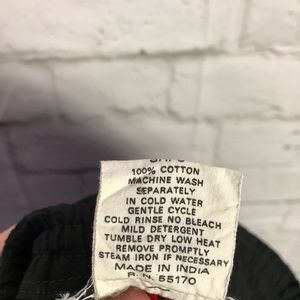 100% COTTON
MACHINE WASH
SEPARATELY
IN COLD WATER
GENTLE CYCLE
COLD RINSE NO BLEACH
MILD DETERGENT
TUMBLE DRY LOW HEAT
REMOVE PROMPTLY
STEAM IRON IF NECESSARY
MADE IN INDIA
55170